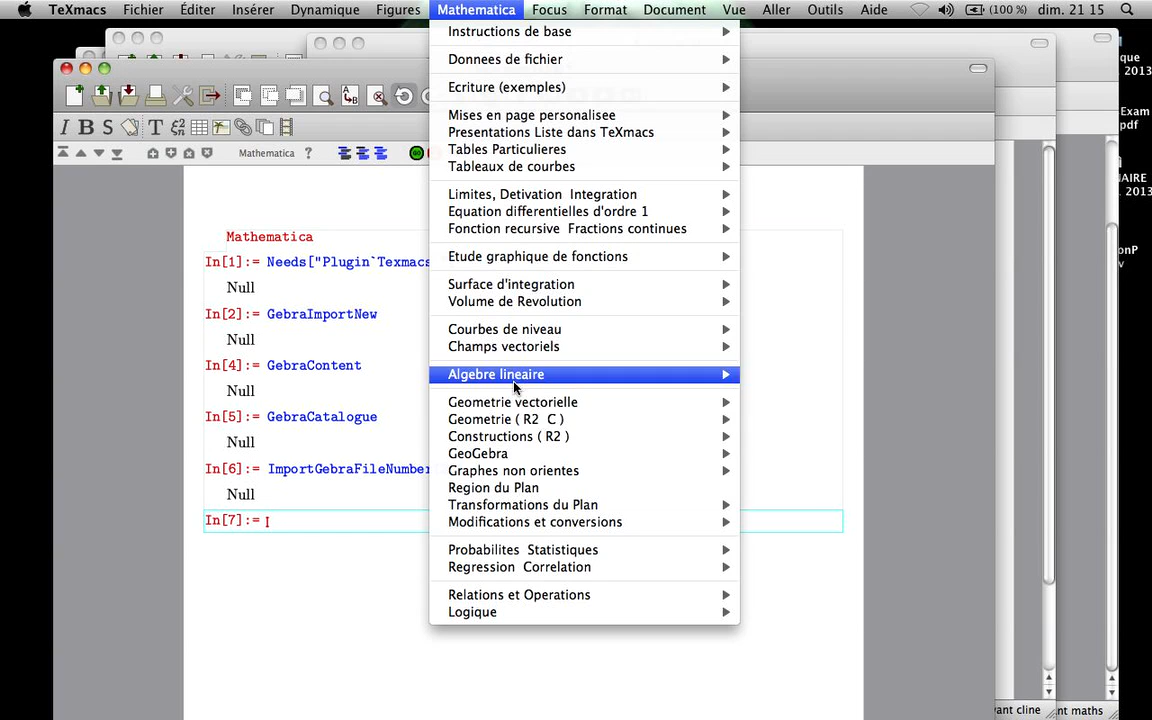 TeXmacs Fichier Éditer Insérer Dynamique Figures Mathematica Focus Format Document Vue Aller Outils Aide (100 %) dim. 21 15
Instructions de base
Donnees de fichier
Ecriture (exemples)
Mises en page personalisee
Presentations Liste dans TeXmacs
Tables Particulieres
Tableaux de courbes
Limites, Detivation Integration
Equation differentielles d'ordre 1
Fonction recursive Fractions continues
Etude graphique de fonctions
Surface d'integration
Volume de Revolution
Courbes de niveau
Champs vectoriels
Algebre lineaire
Geometrie vectorielle
Geometrie ( R2 C )
Constructions ( R2 )
GeoGebra
Graphes non orientes
Region du Plan
Transformations du Plan
Modifications et conversions
Probabilites Statistiques
Regression Correlation
Relations et Operations
Logique
I B S T
Mathematica ?
Mathematica
In[1]:= Needs["Plugin`Texmacs
Null
In[2]:= GebraImportNew
Null
In[4]:= GebraContent
Null
In[5]:= GebraCatalogue
Null
In[6]:= ImportGebraFileNumber
Null
In[7]:=
que
2013
Exam
pdf
NAIRE
2013
onP
v
vant cline
nt maths